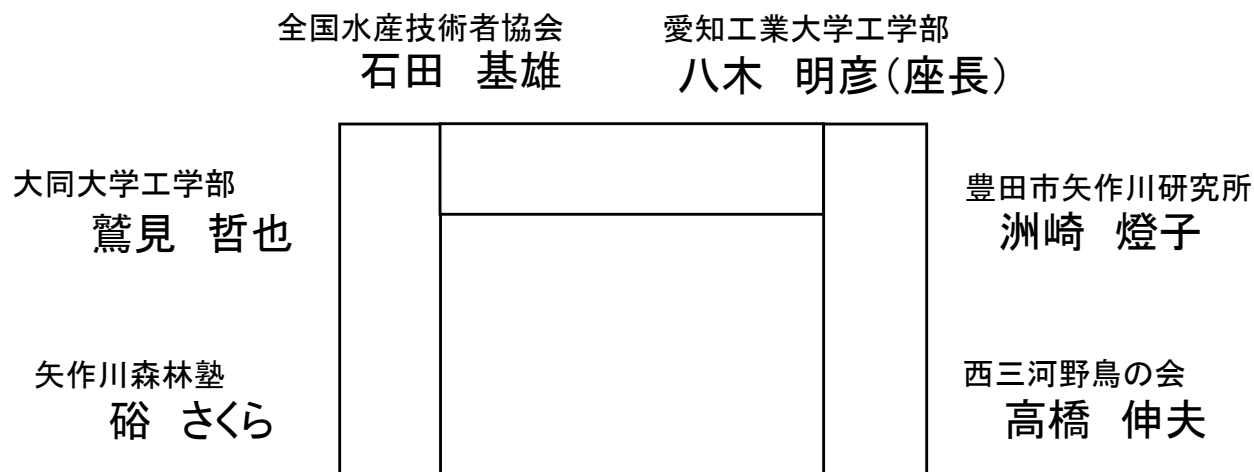 全国水産技術者協会
石田 基雄
愛知工業大学工学部
八木 明彦(座長)
大同大学工学部
鷲見 哲也
豊田市矢作川研究所
洲崎 燈子
矢作川森林塾
硲 さくら
西三河野鳥の会
高橋 伸夫